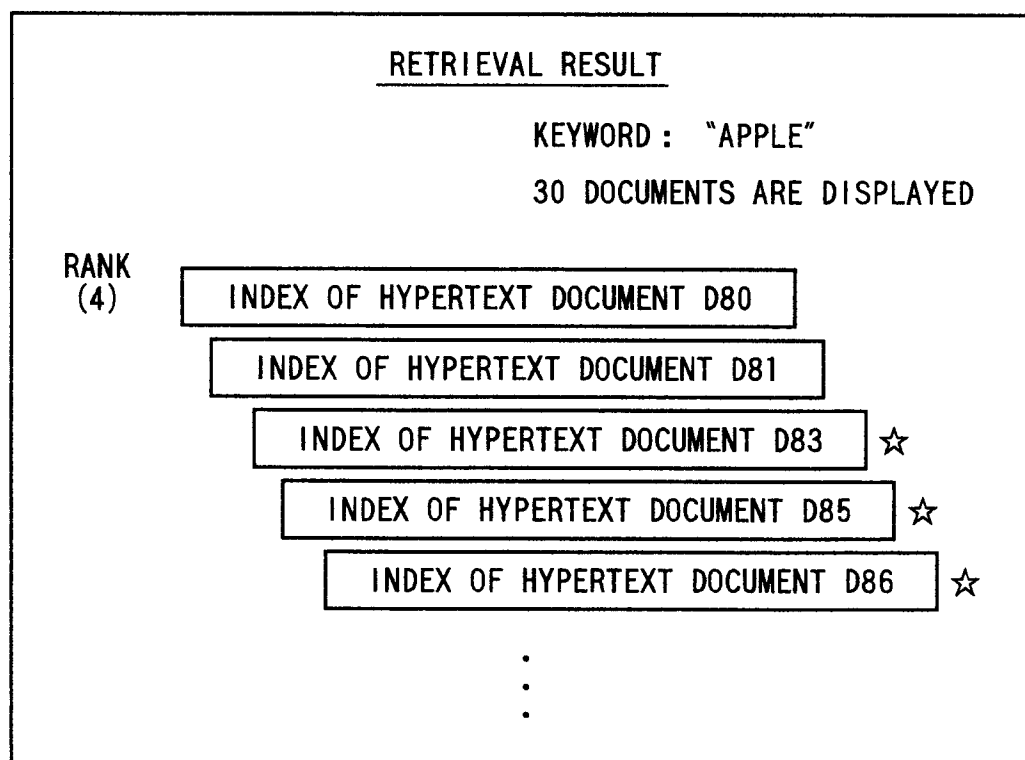 RETRIEVAL RESULT
KEYWORD : "APPLE"
30 DOCUMENTS ARE DISPLAYED
RANK
(4)
INDEX OF HYPERTEXT DOCUMENT D80
INDEX OF HYPERTEXT DOCUMENT D81
INDEX OF HYPERTEXT DOCUMENT D83 ☆
INDEX OF HYPERTEXT DOCUMENT D85 ☆
INDEX OF HYPERTEXT DOCUMENT D86 ☆